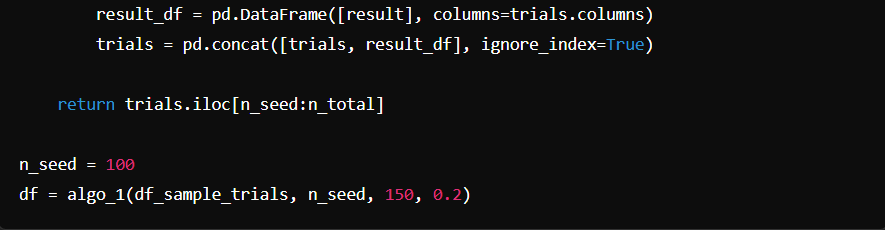 result_df = pd.DataFrame([result], columns=trials.columns)
        trials = pd.concat([trials, result_df], ignore_index=True)
    return trials.iloc[n_seed:n_total]
n_seed = 100
df = algo_1(df_sample_trials, n_seed, 150, 0.2)